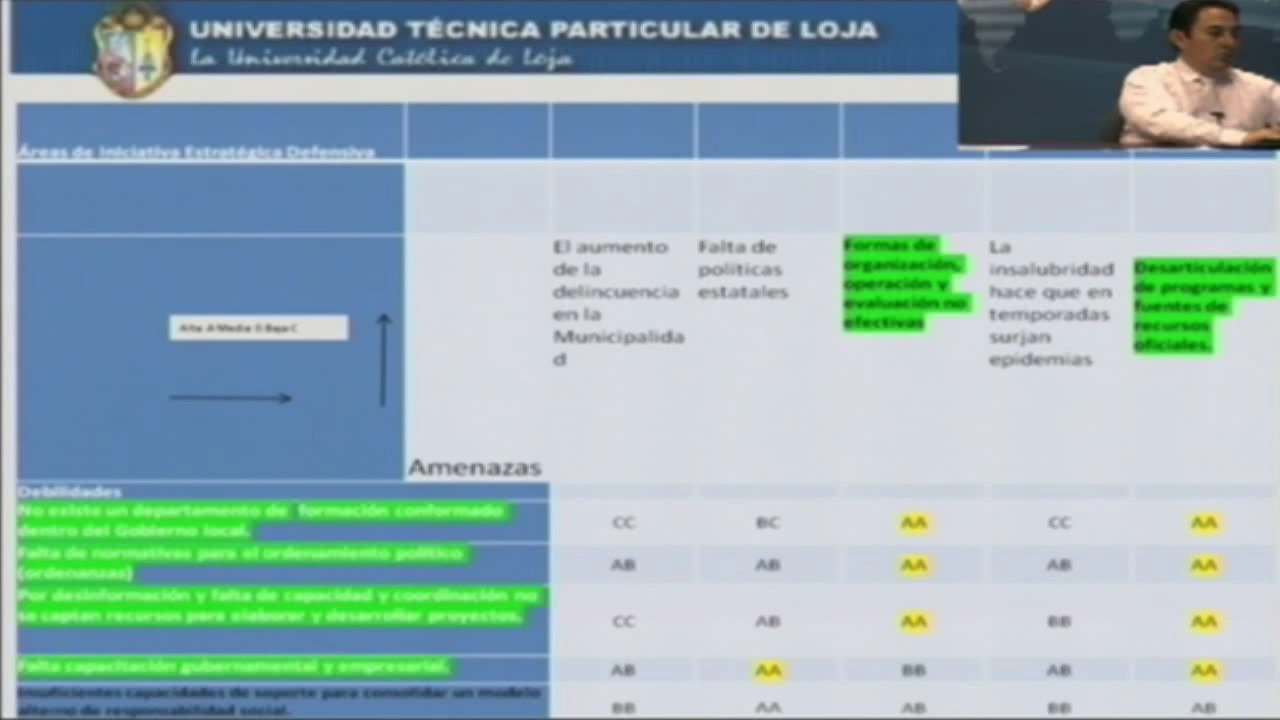 UNIVERSIDAD TÉCNICA PARTICULAR DE LOJA
La Universidad Católica de Loja
Áreas de Iniciativa Estratégica Defensiva
El aumento
de la
delincuencia
en la
Municipalida
d
Falta de
políticas
estatales
Formas de
organización,
operación y
evaluación no
efectivas
La
insalubridad
hace que en
temporadas
surjan
epidemias
Desarticulación
de programas y
fuentes de
recursos
oficiales.
Amenazas
Debilidades
No existe un departamento de formación conformado
dentro del Gobierno local.
CC BC AA CC AA
Falta de normativas para el ordenamiento político
(ordenanzas)
AB AB AA AB AA
Por desinformación y falta de capacidad y coordinación no
se captan recursos para elaborar y desarrollar proyectos.
CC AB AA BB AA
Falta capacitación gubernamental y empresarial.
AB AA BB AB AA
Insuficientes capacidades de soporte para consolidar un modelo
alterno de responsabilidad social.
BB AA AB BB AB